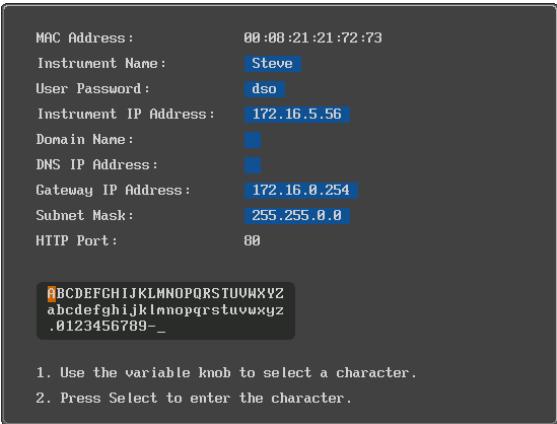 MAC Address: 00:08:21:21:72:73
Instrument Name: Steve
User Password: dso
Instrument IP Address: 172.16.5.56
Domain Name:
DNS IP Address:
Gateway IP Address: 172.16.0.254
Subnet Mask: 255.255.0.0
HTTP Port: 80
ABCDEFGHIJKLMNOPQRSTUVWXYZ
abcdefghijklmnopqrstuvwxyz
.0123456789-_
1. Use the variable knob to select a character.
2. Press Select to enter the character.